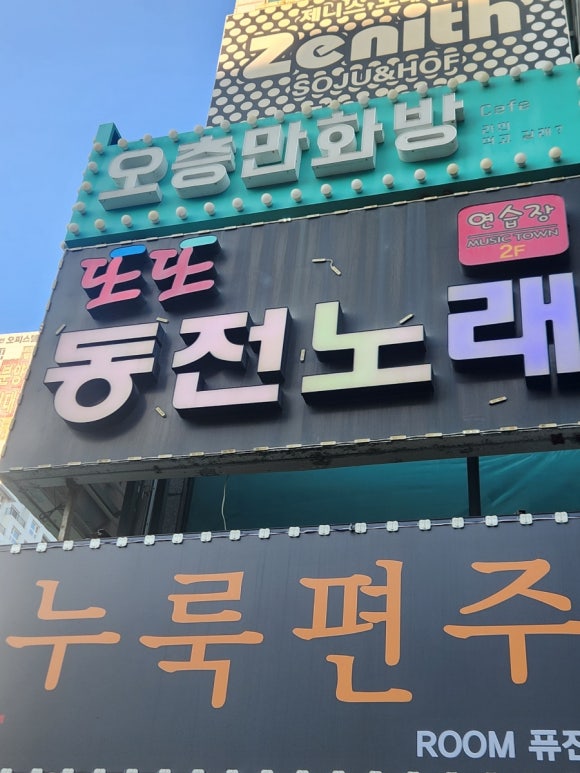 Zenith
SOJU&HOF
오층만화방
Cafe
연습장
MUSIC TOWN
2F
또또
동전노래
누룩편주
ROOM 퓨전